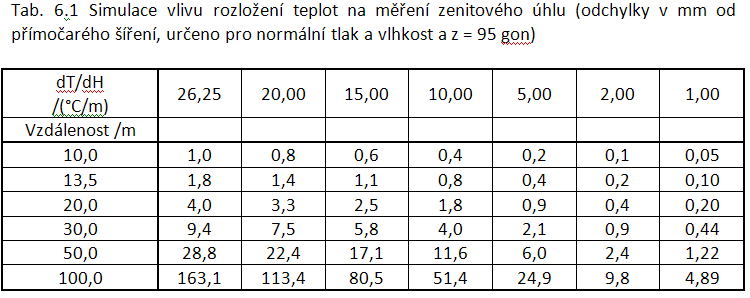 Tab. 6.1 Simulace vlivu rozložení teplot na měření zenitového úhlu (odchylky v mm od
přímočarého šíření, určeno pro normální tlak a vlhkost a z = 95 gon)
dT/dH /(°C/m) 26,25 20,00 15,00 10,00 5,00 2,00 1,00
Vzdálenost /m
10,0 1,0 0,8 0,6 0,4 0,2 0,1 0,05
13,5 1,8 1,4 1,1 0,8 0,4 0,2 0,10
20,0 4,0 3,3 2,5 1,8 0,9 0,4 0,20
30,0 9,4 7,5 5,8 4,0 2,1 0,9 0,44
50,0 28,8 22,4 17,1 11,6 6,0 2,4 1,22
100,0 163,1 113,4 80,5 51,4 24,9 9,8 4,89